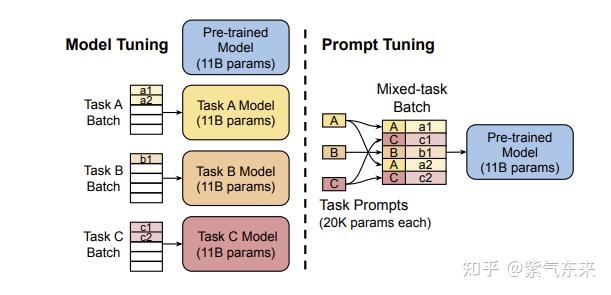 Model Tuning
Pre-trained
Model
(11B params)
a1
a2
Task A
Batch
Task A Model
(11B params)
b1
Task B
Batch
Task B Model
(11B params)
c1
c2
Task C
Batch
Task C Model
(11B params)
Prompt Tuning
Mixed-task
Batch
A
B
C
A a1
C c1
B b1
A a2
C c2
Pre-trained
Model
(11B params)
Task Prompts
(20K params each)
知乎 @紫气东来